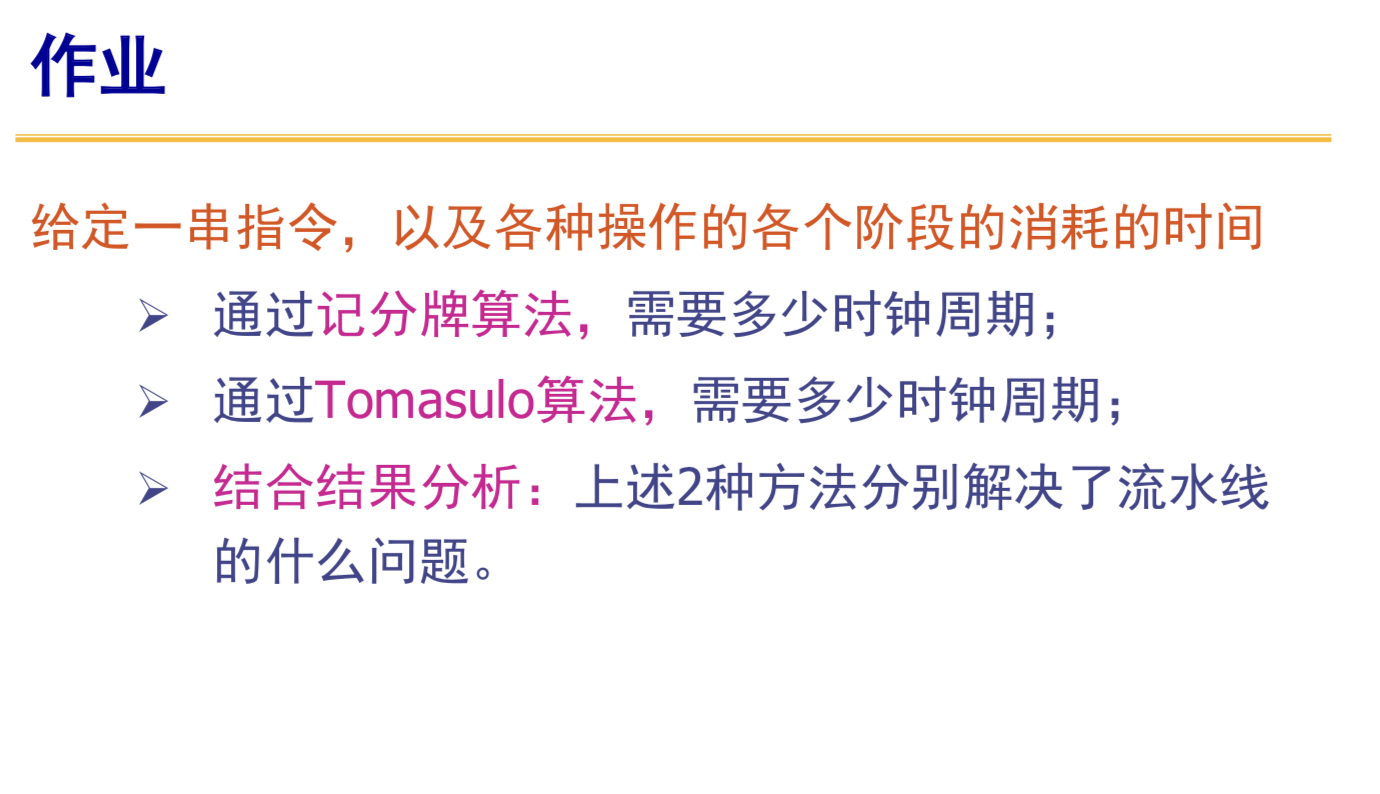 作业
给定一串指令，以及各种操作的各个阶段的消耗的时间
通过记分牌算法，需要多少时钟周期；
通过Tomasulo算法，需要多少时钟周期；
结合结果分析：上述2种方法分别解决了流水线
的什么问题。